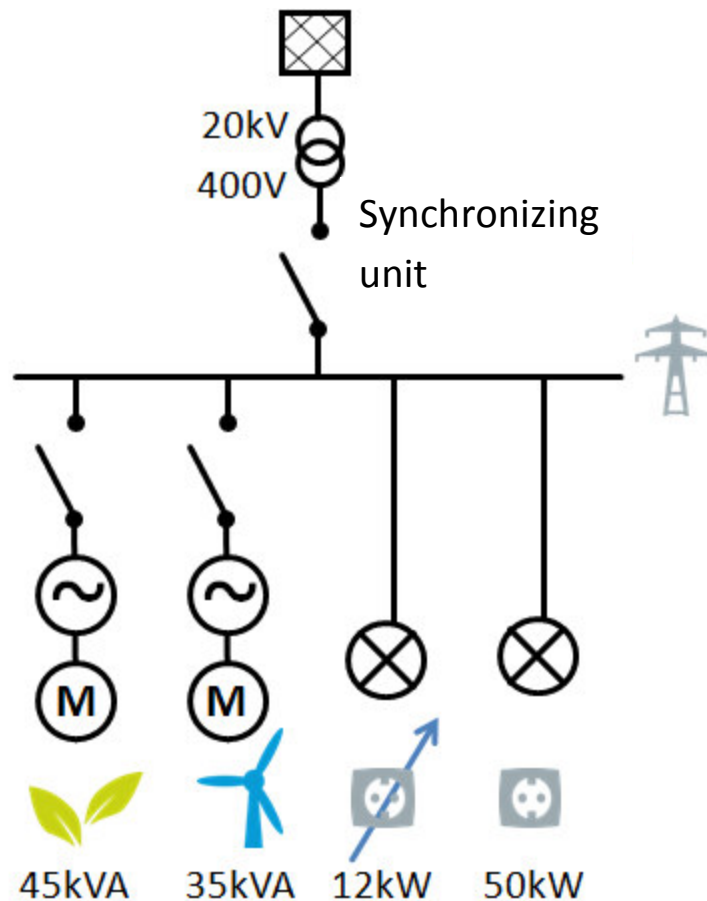 20kV
400V
Synchronizing
unit
M
M
45kVA
35kVA
12kW
50kW